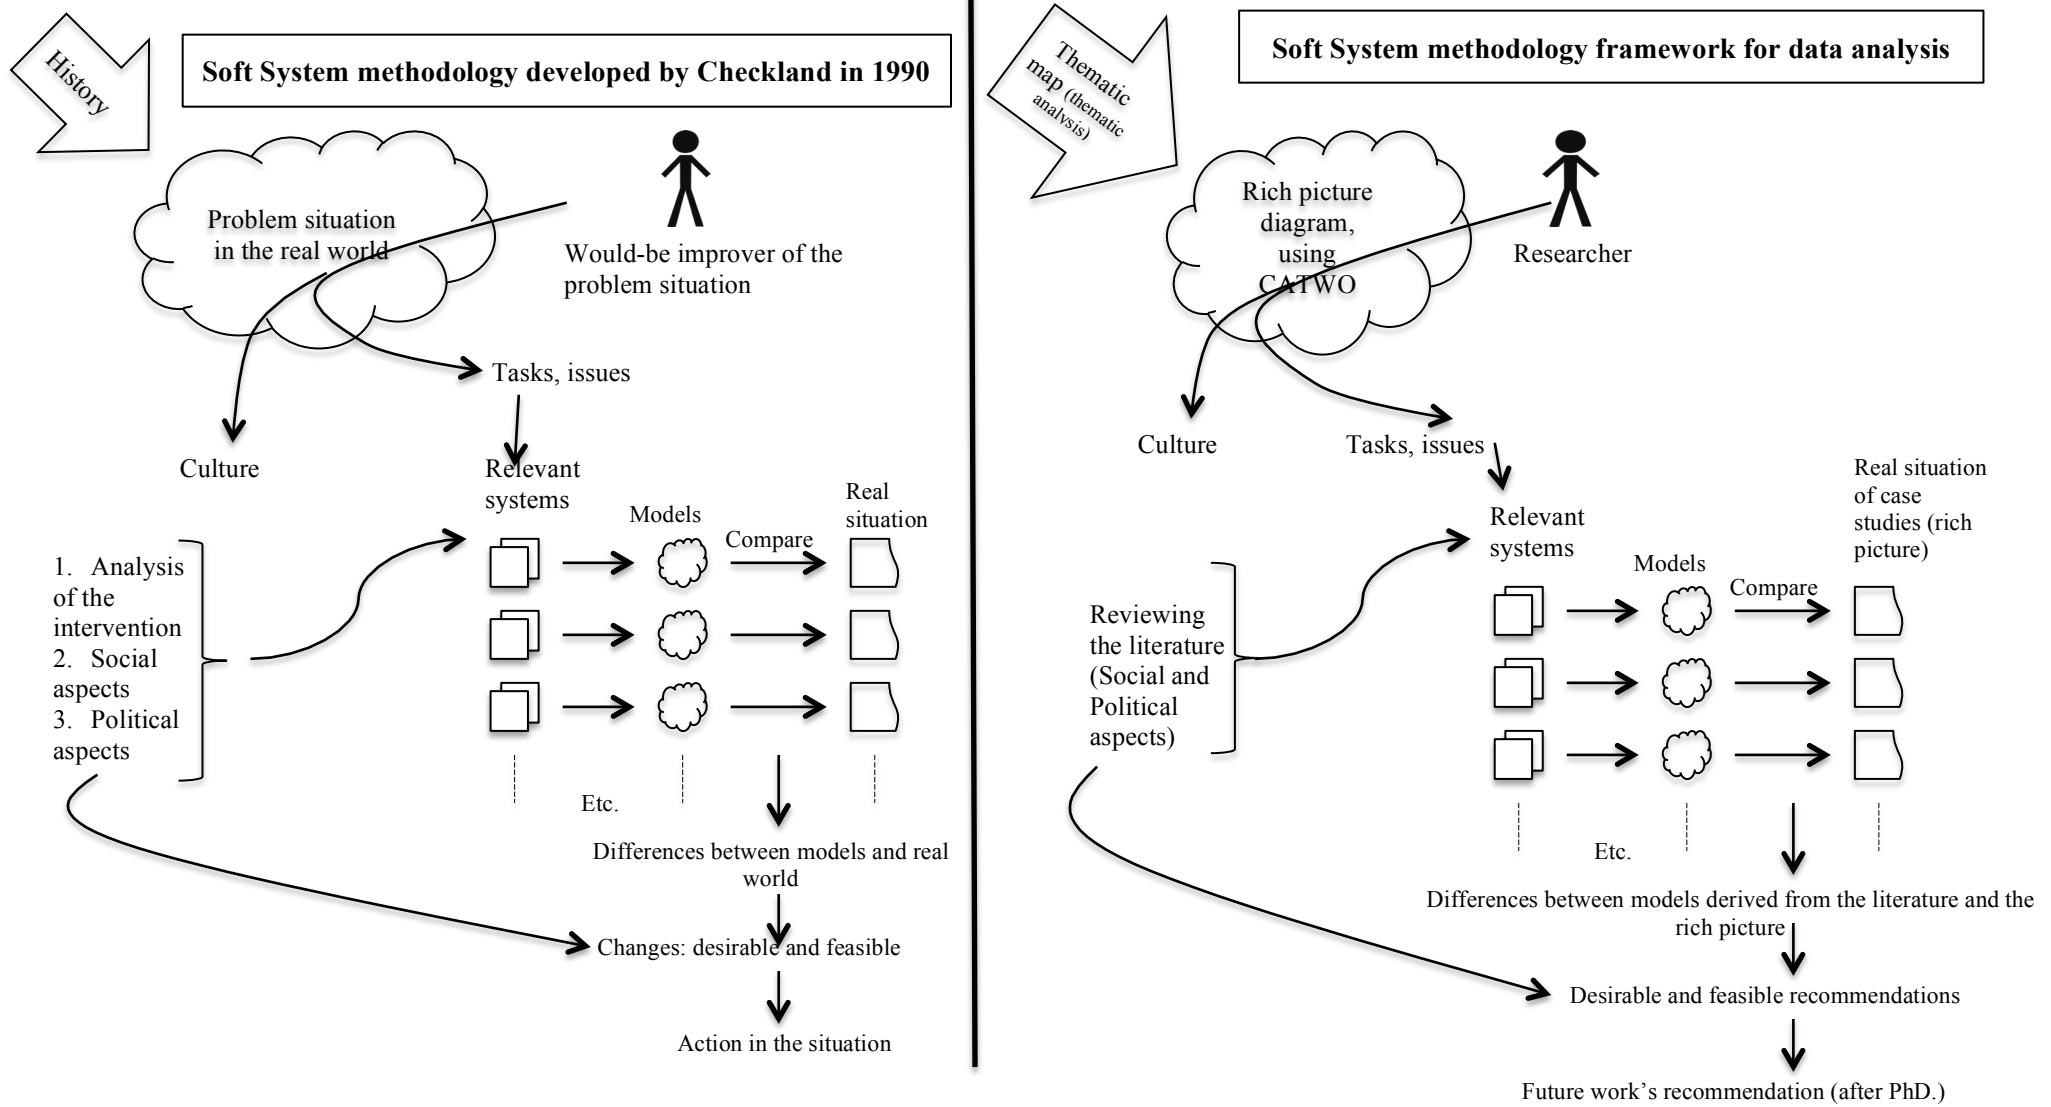 History
Soft System methodology developed by Checkland in 1990
Problem situation
in the real world
Would-be improver of the
problem situation
Tasks, issues
Culture
Relevant
systems
Models
Compare
Real
situation
1. Analysis
of the
intervention
2. Social
aspects
3. Political
aspects
Etc.
Differences between models and real
world
Changes: desirable and feasible
Action in the situation
Thematic
map (thematic
analysis)
Soft System methodology framework for data analysis
Rich picture
diagram,
using
CATWO
Researcher
Culture
Tasks, issues
Relevant
systems
Models
Compare
Real situation
of case
studies (rich
picture)
Reviewing
the literature
(Social and
Political
aspects)
Etc.
Differences between models derived from the literature and the
rich picture
Desirable and feasible recommendations
Future work’s recommendation (after PhD.)